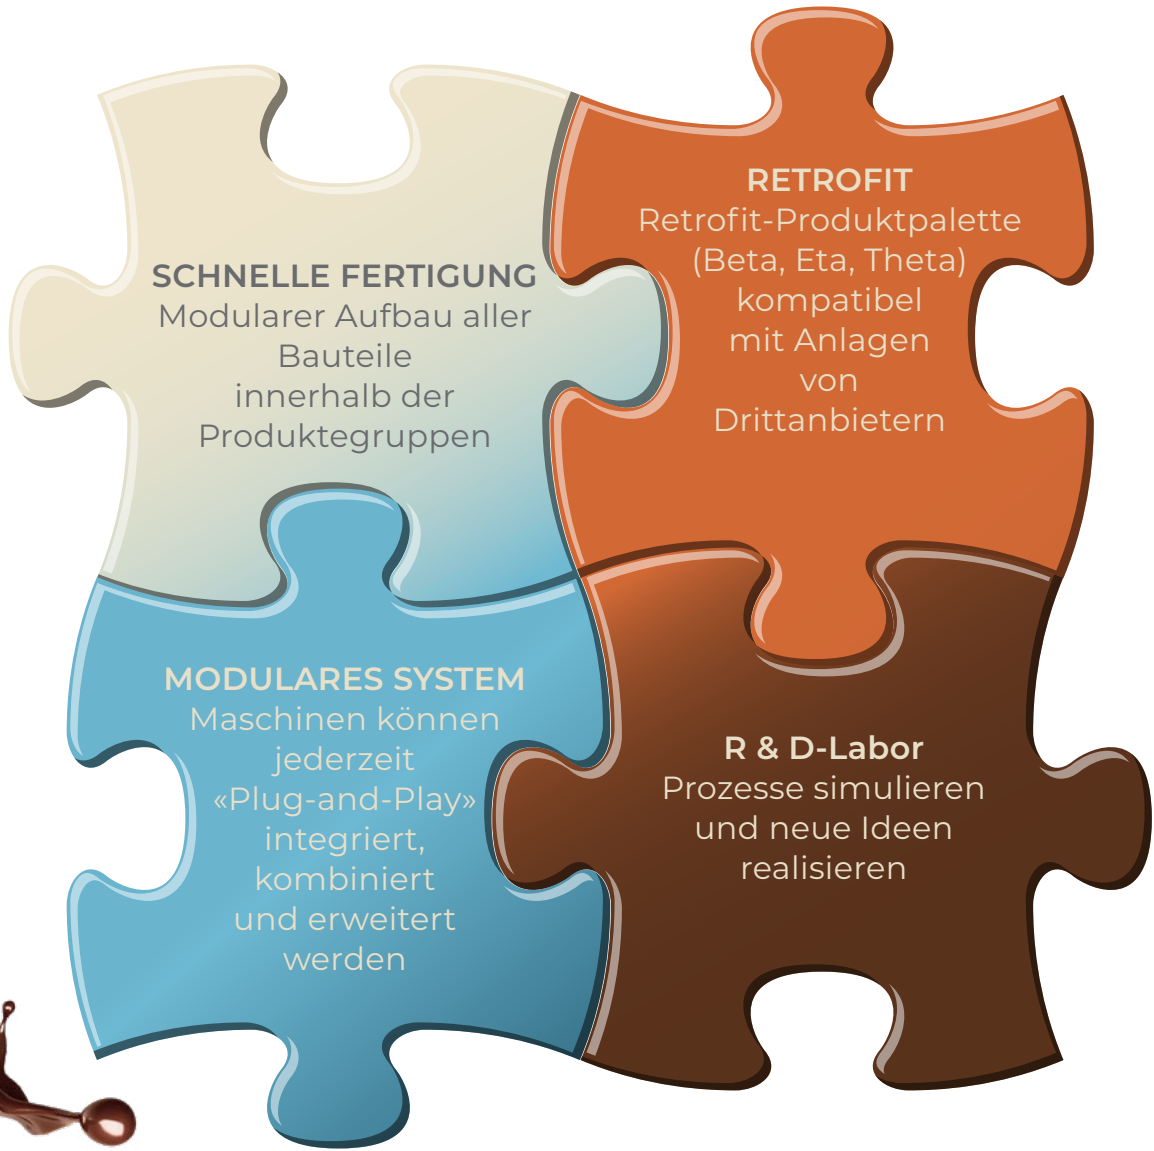 SCHNELLE FERTIGUNG
Modularer Aufbau aller
Bauteile
innerhalb der
Produktegruppen
RETROFIT
Retrofit-Produktpalette
(Beta, Eta, Theta)
kompatibel
mit Anlagen
von
Drittanbietern
MODULARES SYSTEM
Maschinen können
jederzeit
«Plug-and-Play»
integriert,
kombiniert
und erweitert
werden
R & D-Labor
Prozesse simulieren
und neue Ideen
realisieren